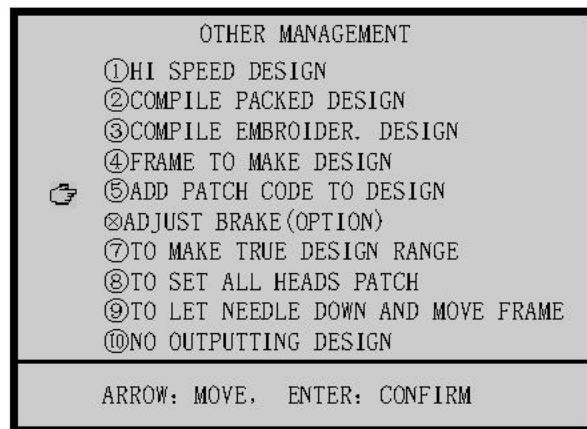 OTHER MANAGEMENT
①HI SPEED DESIGN
②COMPILE PACKED DESIGN
③COMPILE EMBROIDER. DESIGN
④FRAME TO MAKE DESIGN
⑤ADD PATCH CODE TO DESIGN
⊗ADJUST BRAKE(OPTION)
⑦TO MAKE TRUE DESIGN RANGE
⑧TO SET ALL HEADS PATCH
⑨TO LET NEEDLE DOWN AND MOVE FRAME
⑩NO OUTPUTTING DESIGN
ARROW: MOVE, ENTER: CONFIRM